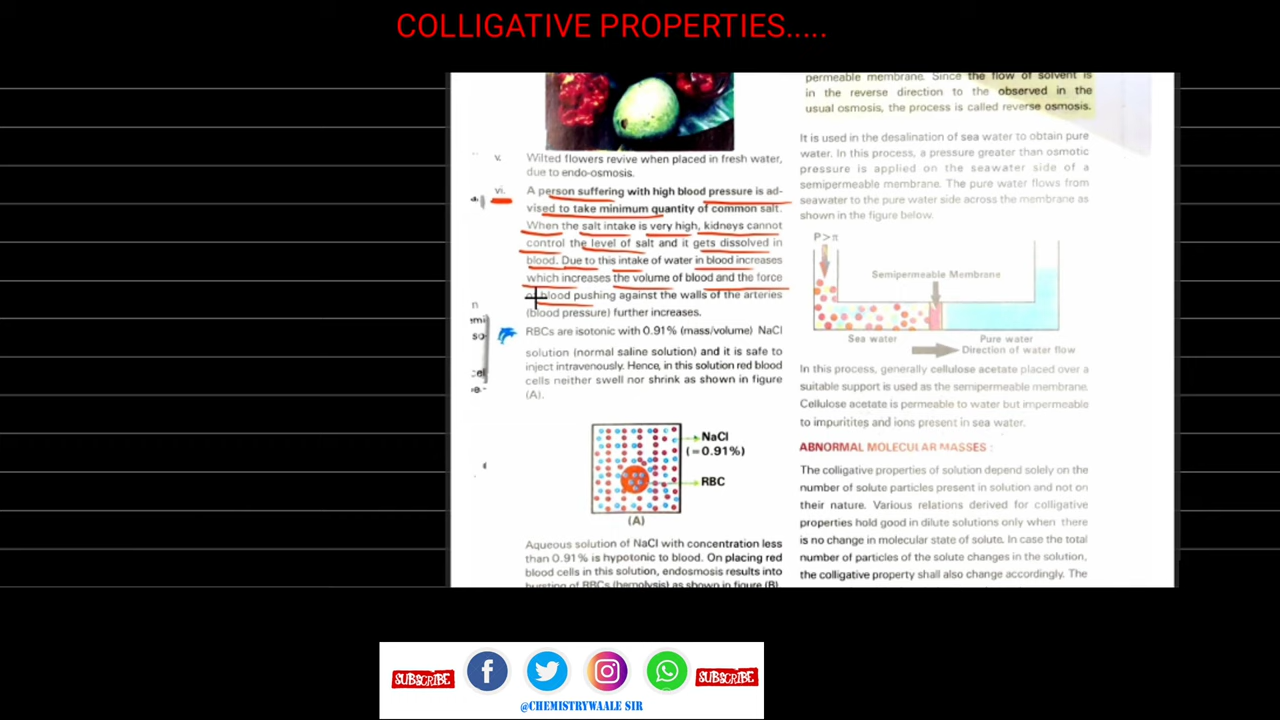 COLLIGATIVE PROPERTIES.....
v.
Wilted flowers revive when placed in fresh water,
due to endo-osmosis.
vi.
A person suffering with high blood pressure is ad-
vised to take minimum quantity of common salt.
When the salt intake is very high, kidneys cannot
control the level of salt and it gets dissolved in
blood. Due to this intake of water in blood increases
which increases the volume of blood and the force
of blood pushing against the walls of the arteries
(blood pressure) further increases.
RBCs are isotonic with 0.91% (mass/volume) NaCl
solution (normal saline solution) and it is safe to
inject intravenously. Hence, in this solution red blood
cells neither swell nor shrink as shown in figure
(A).
NaCl
(=0.91%)
RBC
(A)
Aqueous solution of NaCl with concentration less
than 0.91% is hypotonic to blood. On placing red
blood cells in this solution, endosmosis results into
bursting of RBCs (hemolysis) as shown in figure (B).
permeable membrane. Since the flow of solvent is
in the reverse direction to the observed in the
usual osmosis, the process is called reverse osmosis.
It is used in the desalination of sea water to obtain pure
water. In this process, a pressure greater than osmotic
pressure is applied on the seawater side of a
semipermeable membrane. The pure water flows from
seawater to the pure water side across the membrane as
shown in the figure below.
P>π
Semipermeable Membrane
Sea water
Pure water
Direction of water flow
In this process, generally cellulose acetate placed over a
suitable support is used as the semipermeable membrane.
Cellulose acetate is permeable to water but impermeable
to impuritites and ions present in sea water.
ABNORMAL MOLECULAR MASSES :
The colligative properties of solution depend solely on the
number of solute particles present in solution and not on
their nature. Various relations derived for colligative
properties hold good in dilute solutions only when there
is no change in molecular state of solute. In case the total
number of particles of the solute changes in the solution,
the colligative property shall also change accordingly. The
SUBSCRIBE
SUBSCRIBE
@CHEMISTRYWAALE SIR